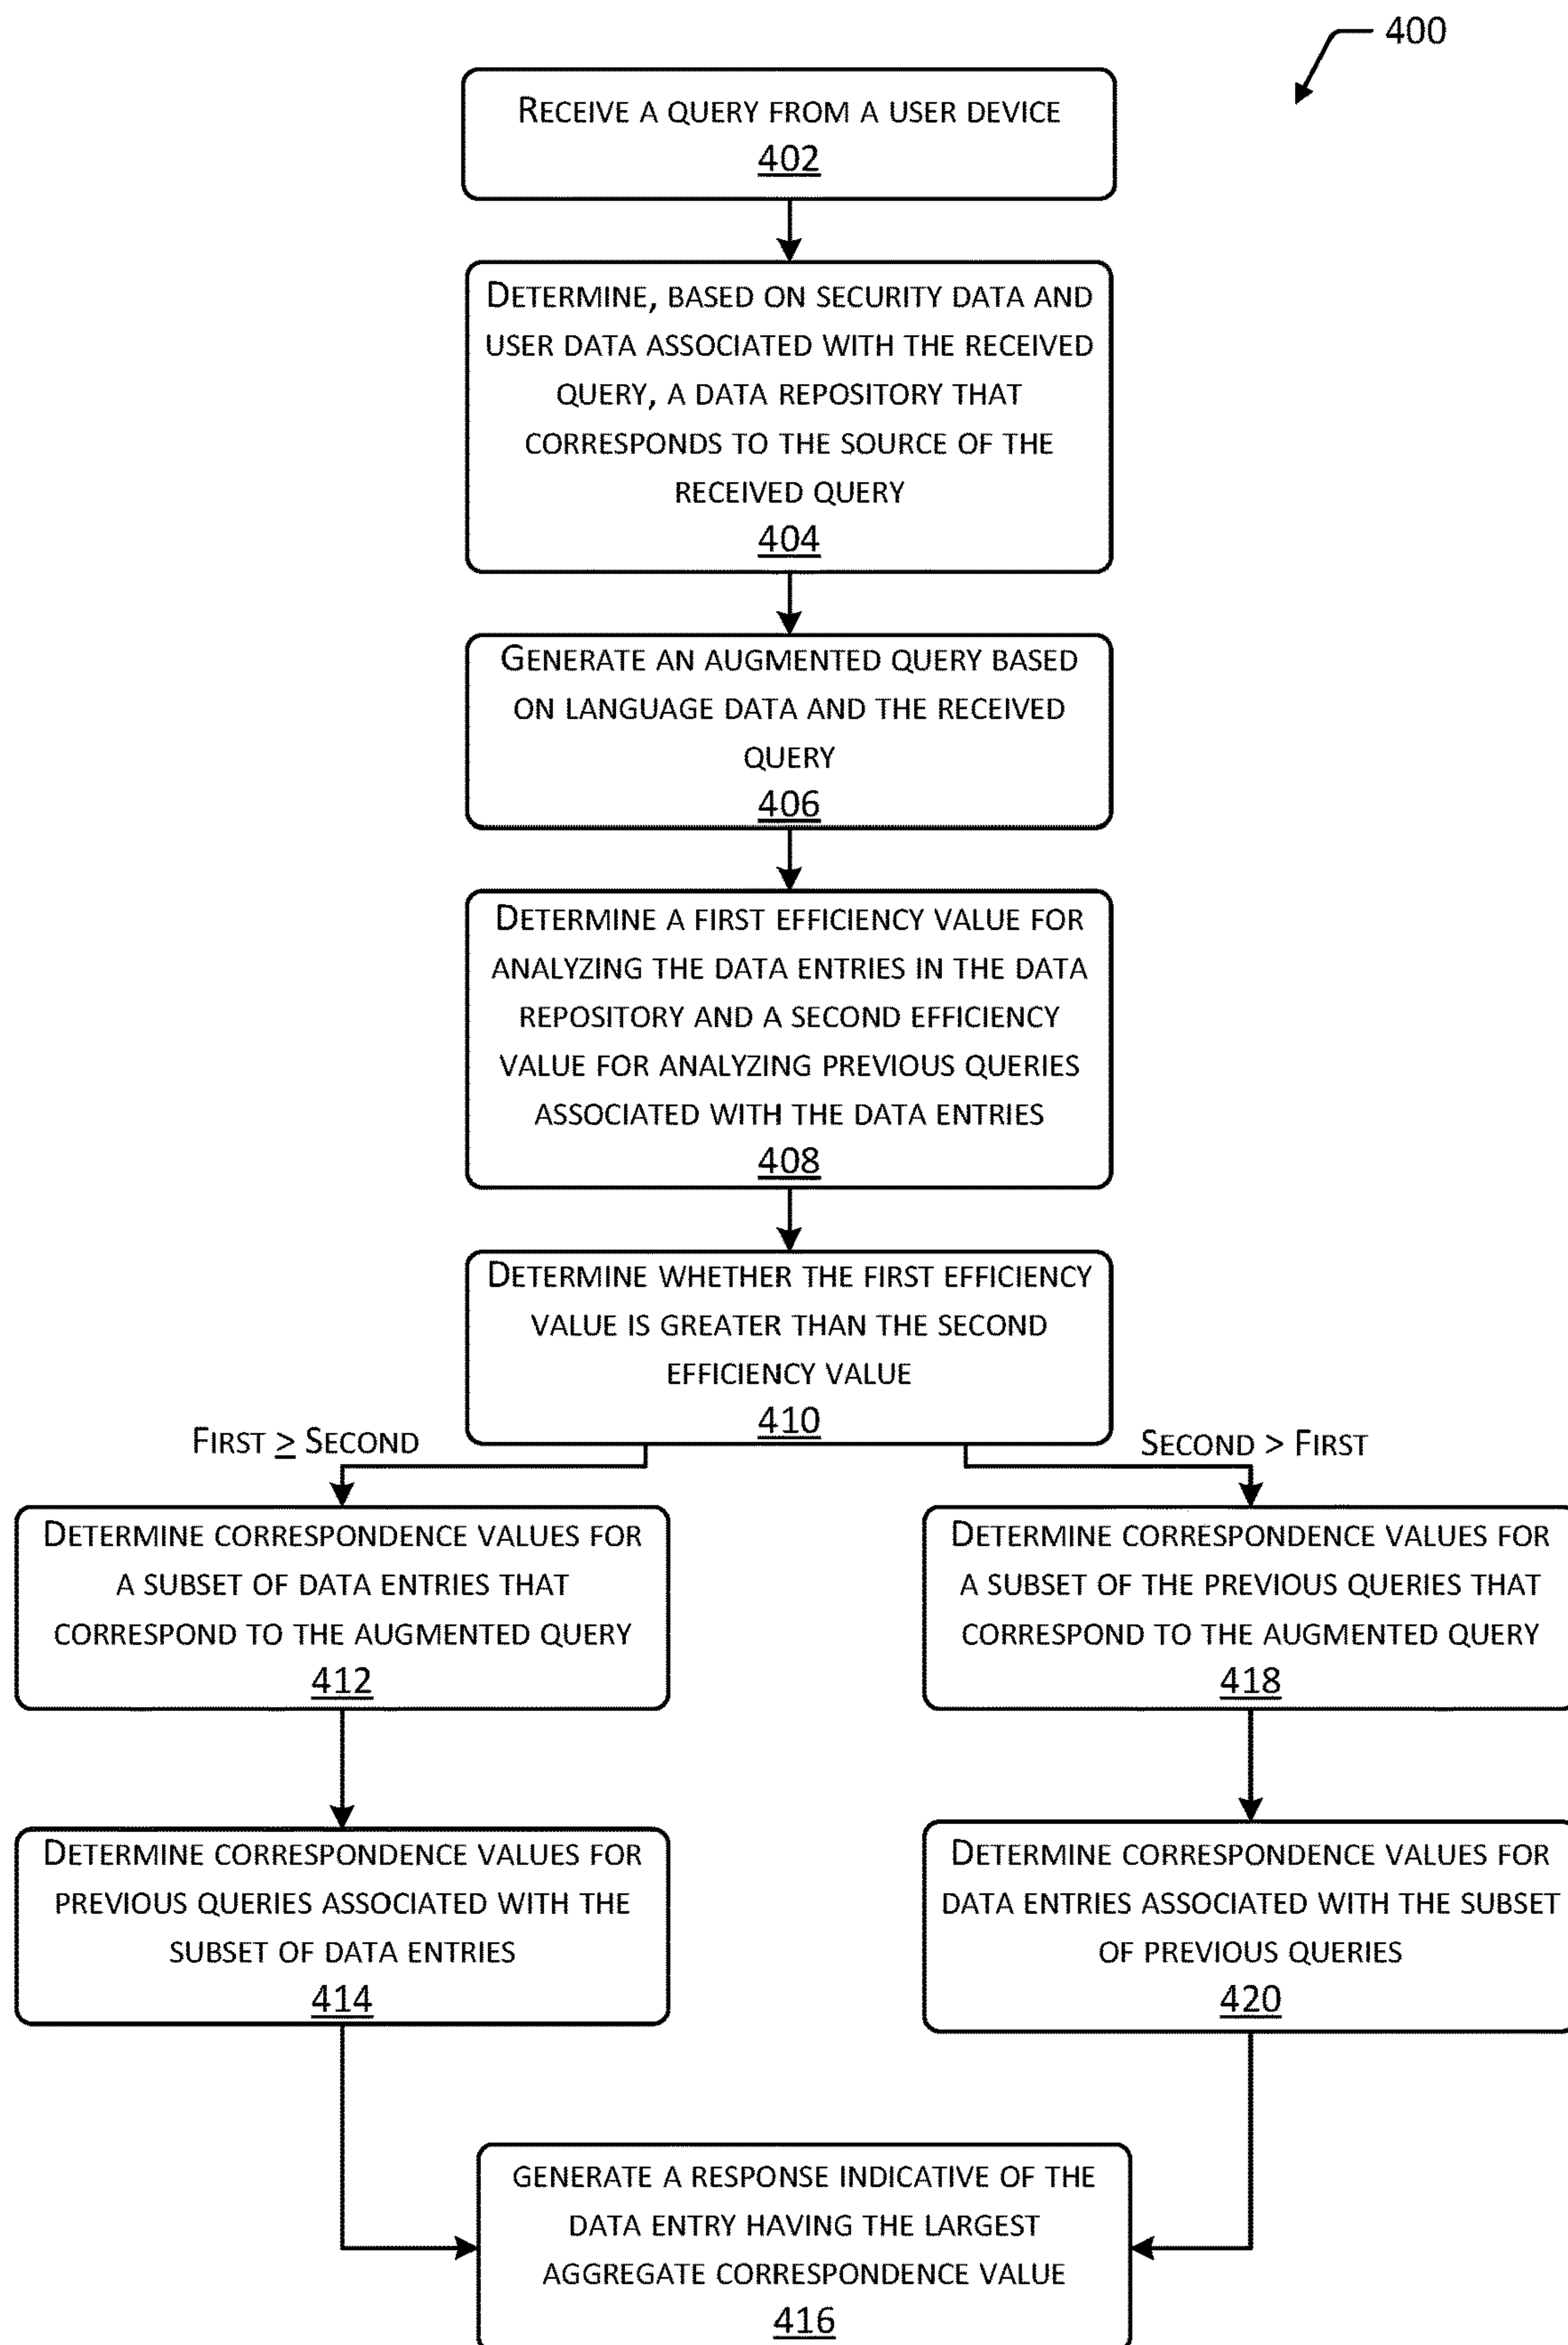 400
RECEIVE A QUERY FROM A USER DEVICE
402
DETERMINE, BASED ON SECURITY DATA AND
USER DATA ASSOCIATED WITH THE RECEIVED
QUERY, A DATA REPOSITORY THAT
CORRESPONDS TO THE SOURCE OF THE
RECEIVED QUERY
404
GENERATE AN AUGMENTED QUERY BASED
ON LANGUAGE DATA AND THE RECEIVED
QUERY
406
DETERMINE A FIRST EFFICIENCY VALUE FOR
ANALYZING THE DATA ENTRIES IN THE DATA
REPOSITORY AND A SECOND EFFICIENCY
VALUE FOR ANALYZING PREVIOUS QUERIES
ASSOCIATED WITH THE DATA ENTRIES
408
DETERMINE WHETHER THE FIRST EFFICIENCY
VALUE IS GREATER THAN THE SECOND
EFFICIENCY VALUE
410
FIRST ≥ SECOND
SECOND > FIRST
DETERMINE CORRESPONDENCE VALUES FOR
A SUBSET OF DATA ENTRIES THAT
CORRESPOND TO THE AUGMENTED QUERY
412
DETERMINE CORRESPONDENCE VALUES FOR
A SUBSET OF THE PREVIOUS QUERIES THAT
CORRESPOND TO THE AUGMENTED QUERY
418
DETERMINE CORRESPONDENCE VALUES FOR
PREVIOUS QUERIES ASSOCIATED WITH THE
SUBSET OF DATA ENTRIES
414
DETERMINE CORRESPONDENCE VALUES FOR
DATA ENTRIES ASSOCIATED WITH THE SUBSET
OF PREVIOUS QUERIES
420
GENERATE A RESPONSE INDICATIVE OF THE
DATA ENTRY HAVING THE LARGEST
AGGREGATE CORRESPONDENCE VALUE
416